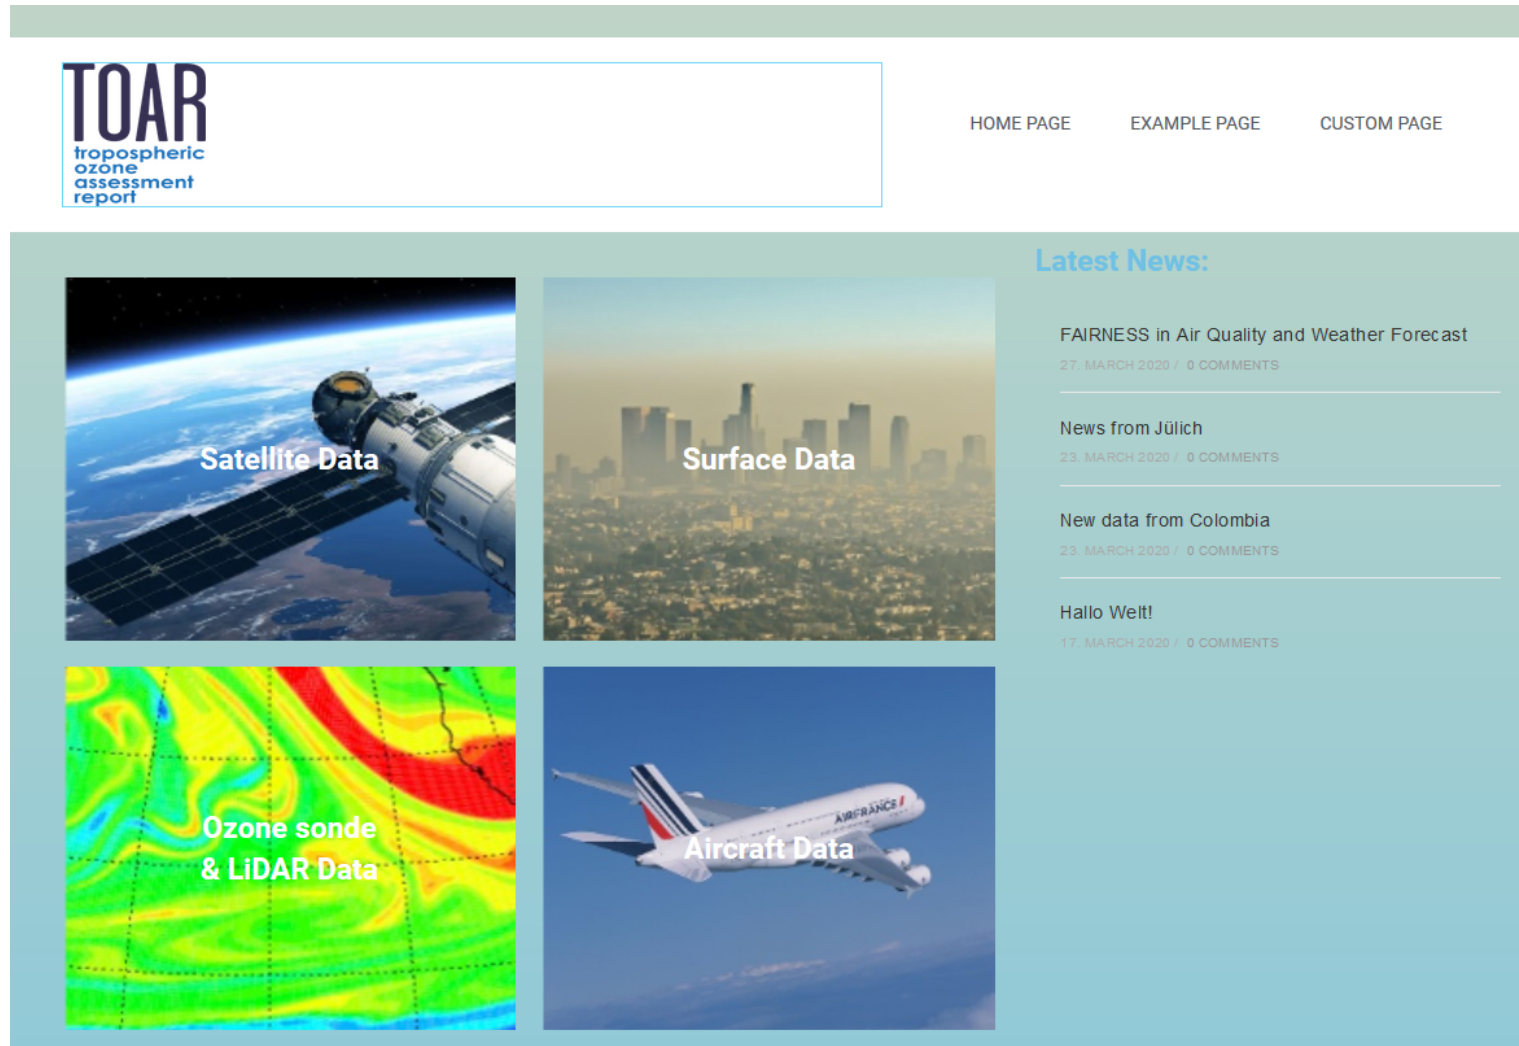 TOAR
tropospheric
ozone
assessment
report
HOME PAGE
EXAMPLE PAGE
CUSTOM PAGE
Satellite Data
Surface Data
Ozone sonde
& LiDAR Data
AIRFRANCE
Aircraft Data
Latest News:
FAIRNESS in Air Quality and Weather Forecast
27. MARCH 2020 / 0 COMMENTS
News from Jülich
23. MARCH 2020 / 0 COMMENTS
New data from Colombia
23. MARCH 2020 / 0 COMMENTS
Hallo Welt!
17. MARCH 2020 / 0 COMMENTS